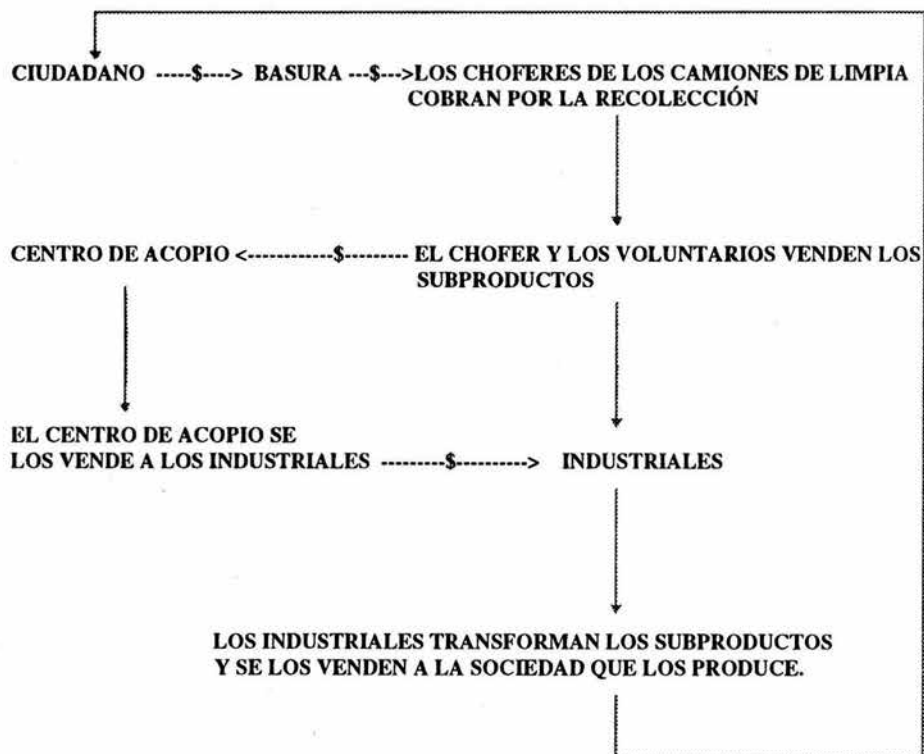 CIUDADANO -----$----> BASURA ---$--->LOS CHOFERES DE LOS CAMIONES DE LIMPIA
COBRAN POR LA RECOLECCIÓN
CENTRO DE ACOPIO <------------$--------- EL CHOFER Y LOS VOLUNTARIOS VENDEN LOS
SUBPRODUCTOS
EL CENTRO DE ACOPIO SE
LOS VENDE A LOS INDUSTRIALES ---------$----------> INDUSTRIALES
LOS INDUSTRIALES TRANSFORMAN LOS SUBPRODUCTOS
Y SE LOS VENDEN A LA SOCIEDAD QUE LOS PRODUCE.